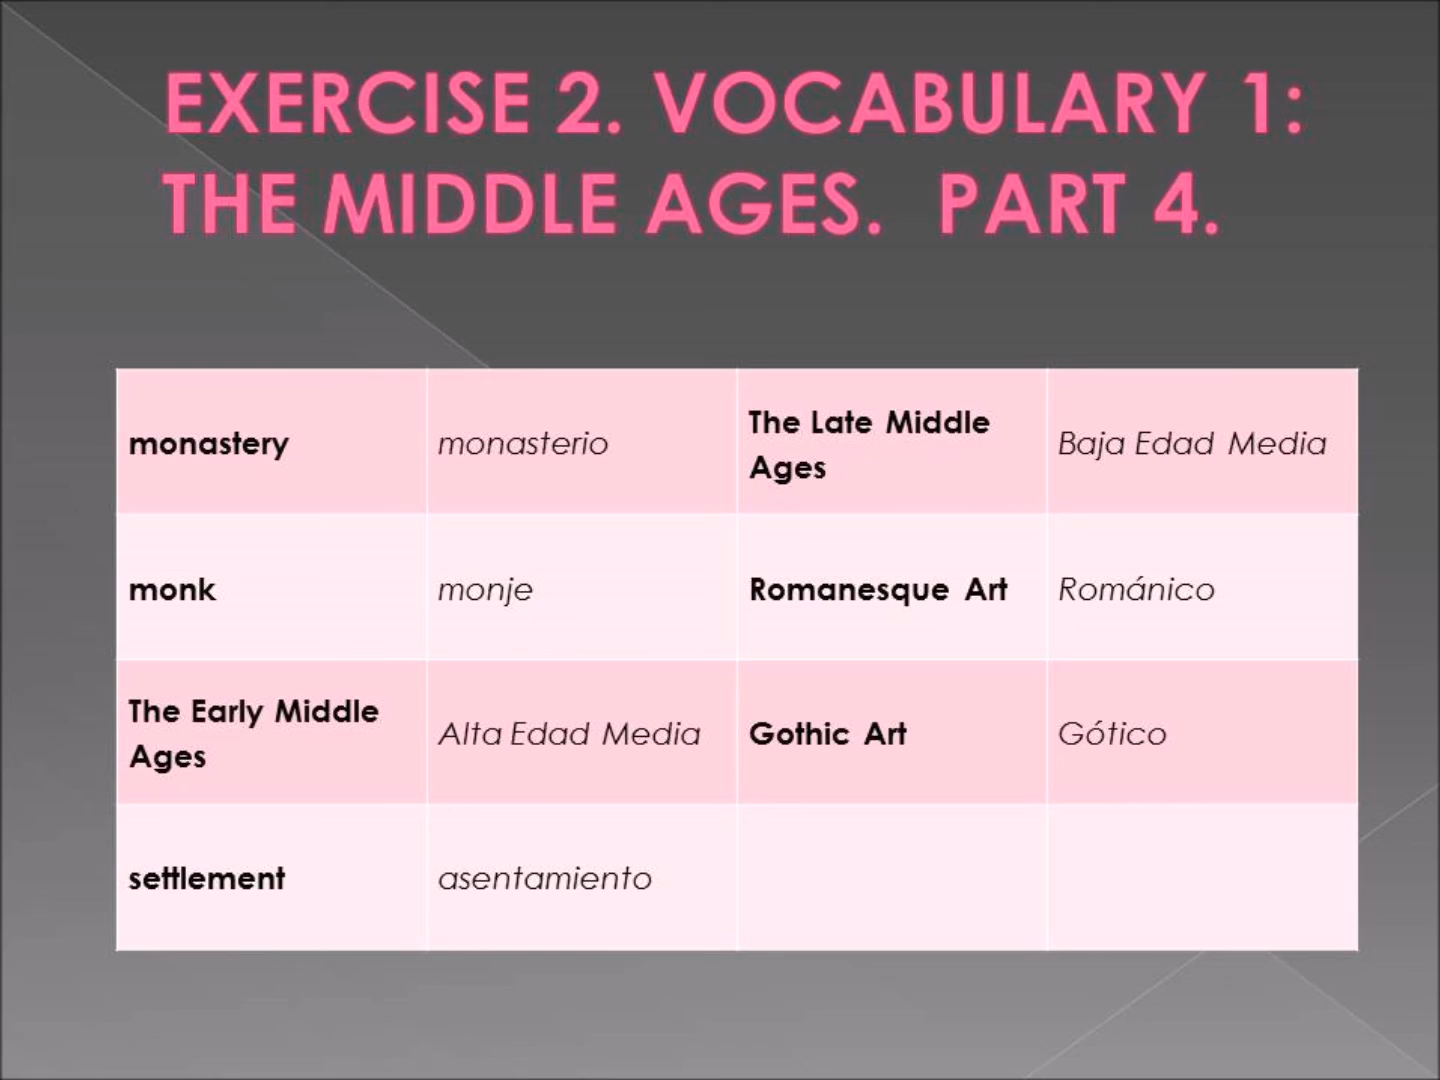 EXERCISE 2. VOCABULARY 1:
THE MIDDLE AGES.  PART 4.
monastery
monasterio
The Late Middle
Ages
Baja Edad Media
monk
monje
Romanesque Art
Románico
The Early Middle
Ages
Alta Edad Media
Gothic Art
Gótico
settlement
asentamiento